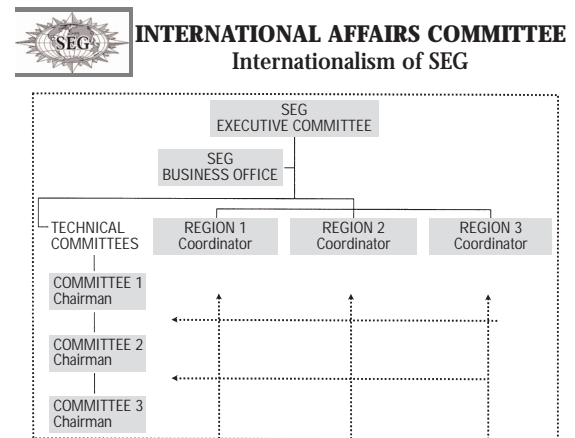 SEG
INTERNATIONAL AFFAIRS COMMITTEE
Internationalism of SEG
SEG
EXECUTIVE COMMITTEE
SEG
BUSINESS OFFICE
TECHNICAL
COMMITTEES
REGION 1
Coordinator
REGION 2
Coordinator
REGION 3
Coordinator
COMMITTEE 1
Chairman
COMMITTEE 2
Chairman
COMMITTEE 3
Chairman